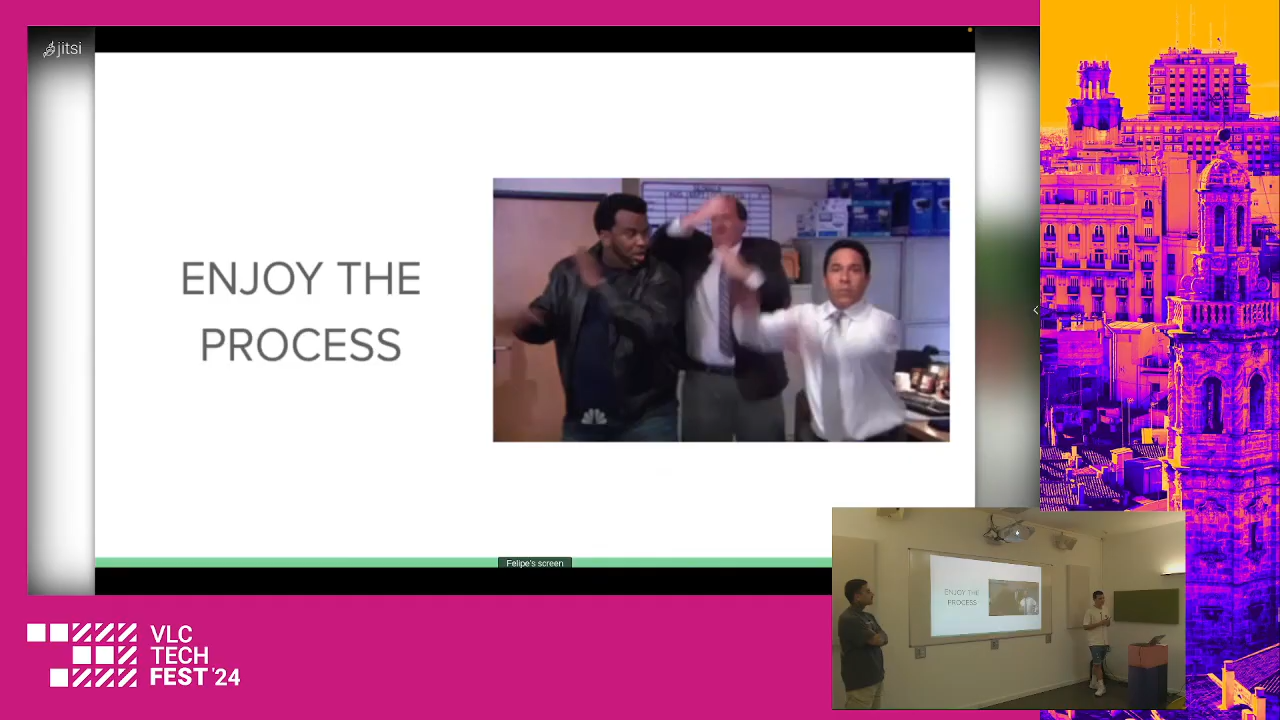 jitsi
ENJOY THE
PROCESS
Felipe's screen
ENJOY THE
PROCESS
VLC
TECH
FEST '24